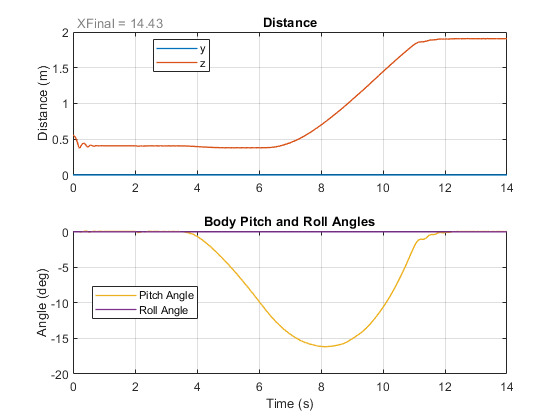 XFinal = 14.43
Distance
Distance (m)
2
1.5
1
0.5
0
y
z
0 2 4 6 8 10 12 14
Body Pitch and Roll Angles
Angle (deg)
0
-5
-10
-15
-20
Pitch Angle
Roll Angle
0 2 4 6 8 10 12 14
Time (s)